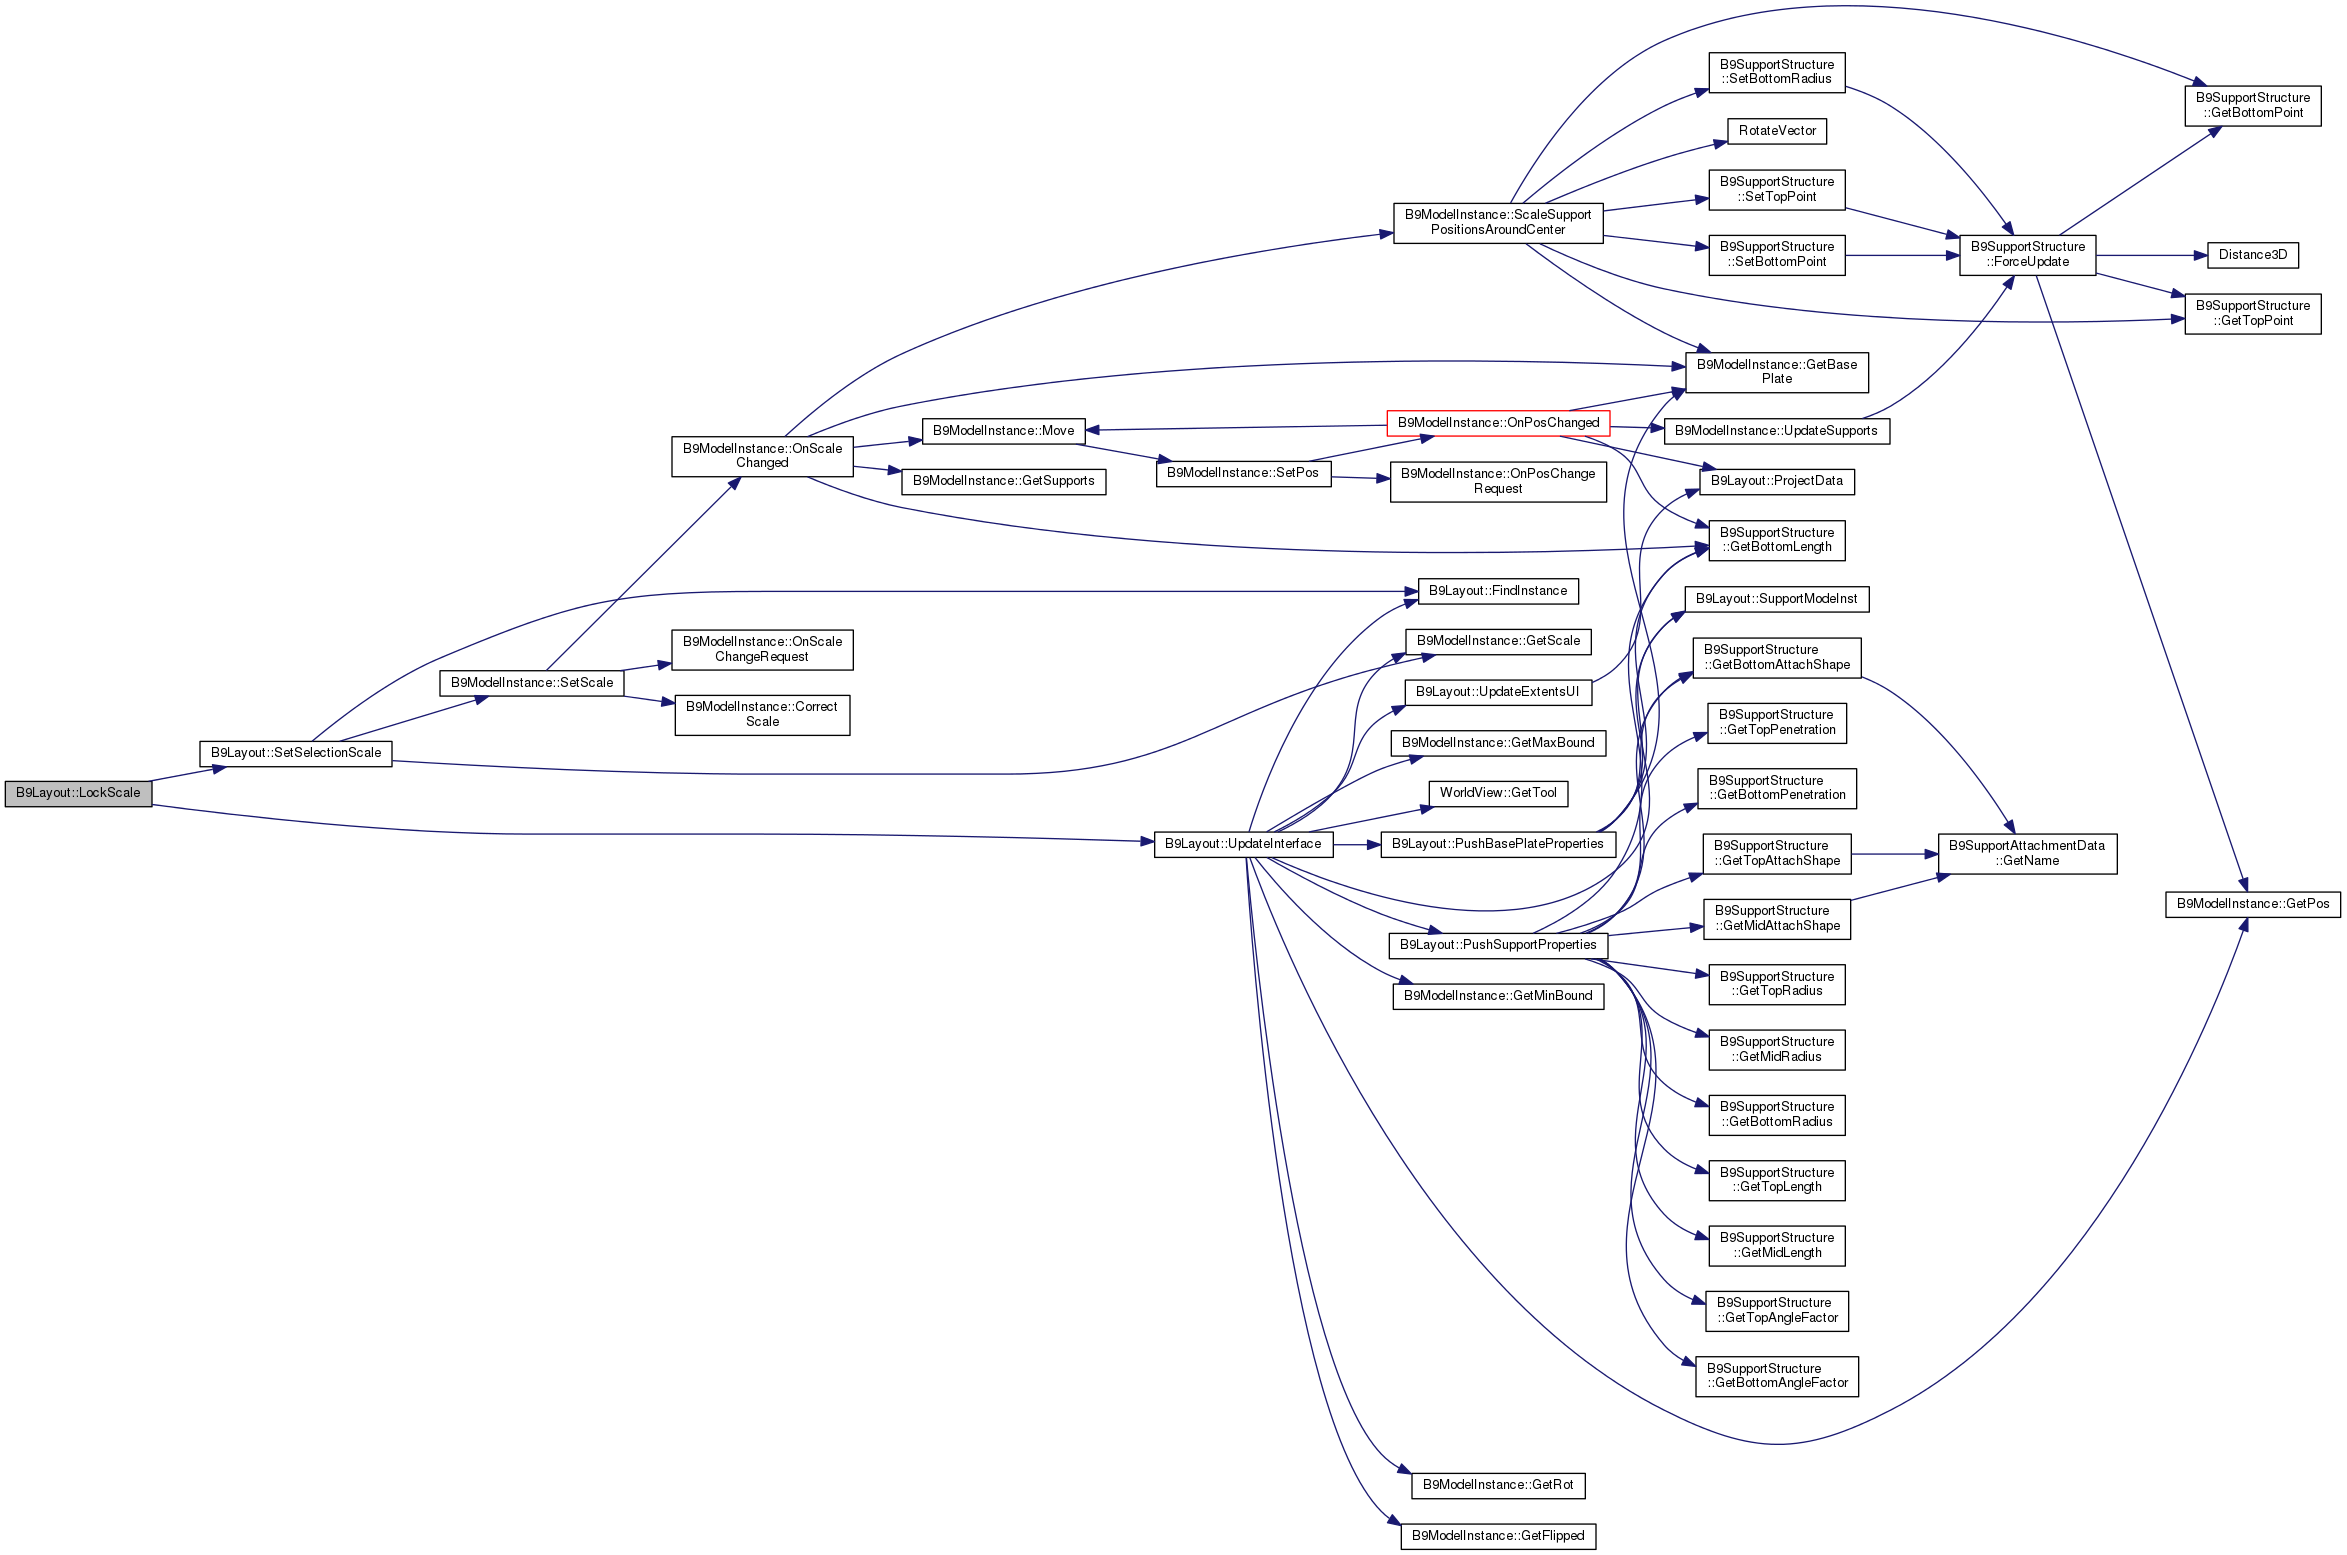 B9Layout::LockScale
B9Layout::SetSelectionScale
B9ModelInstance::SetScale
B9ModelInstance::OnScale
Changed
B9ModelInstance::OnScale
ChangeRequest
B9ModelInstance::Correct
Scale
B9ModelInstance::Move
B9ModelInstance::GetSupports
B9ModelInstance::SetPos
B9Layout::UpdateInterface
B9ModelInstance::ScaleSupport
PositionsAroundCenter
B9ModelInstance::OnPosChanged
B9ModelInstance::OnPosChange
Request
B9Layout::FindInstance
B9ModelInstance::GetScale
B9Layout::UpdateExtentsUI
B9ModelInstance::GetMaxBound
WorldView::GetTool
B9Layout::PushBasePlateProperties
B9Layout::PushSupportProperties
B9ModelInstance::GetMinBound
B9ModelInstance::GetRot
B9ModelInstance::GetFlipped
B9SupportStructure
::SetBottomRadius
RotateVector
B9SupportStructure
::SetTopPoint
B9SupportStructure
::SetBottomPoint
B9ModelInstance::GetBase
Plate
B9ModelInstance::UpdateSupports
B9Layout::ProjectData
B9SupportStructure
::GetBottomLength
B9Layout::SupportModeInst
B9SupportStructure
::GetBottomAttachShape
B9SupportStructure
::GetTopPenetration
B9SupportStructure
::GetBottomPenetration
B9SupportStructure
::GetTopAttachShape
B9SupportStructure
::GetMidAttachShape
B9SupportStructure
::GetTopRadius
B9SupportStructure
::GetMidRadius
B9SupportStructure
::GetBottomRadius
B9SupportStructure
::GetTopLength
B9SupportStructure
::GetMidLength
B9SupportStructure
::GetTopAngleFactor
B9SupportStructure
::GetBottomAngleFactor
B9SupportStructure
::ForceUpdate
B9SupportAttachmentData
::GetName
B9SupportStructure
::GetBottomPoint
Distance3D
B9SupportStructure
::GetTopPoint
B9ModelInstance::GetPos